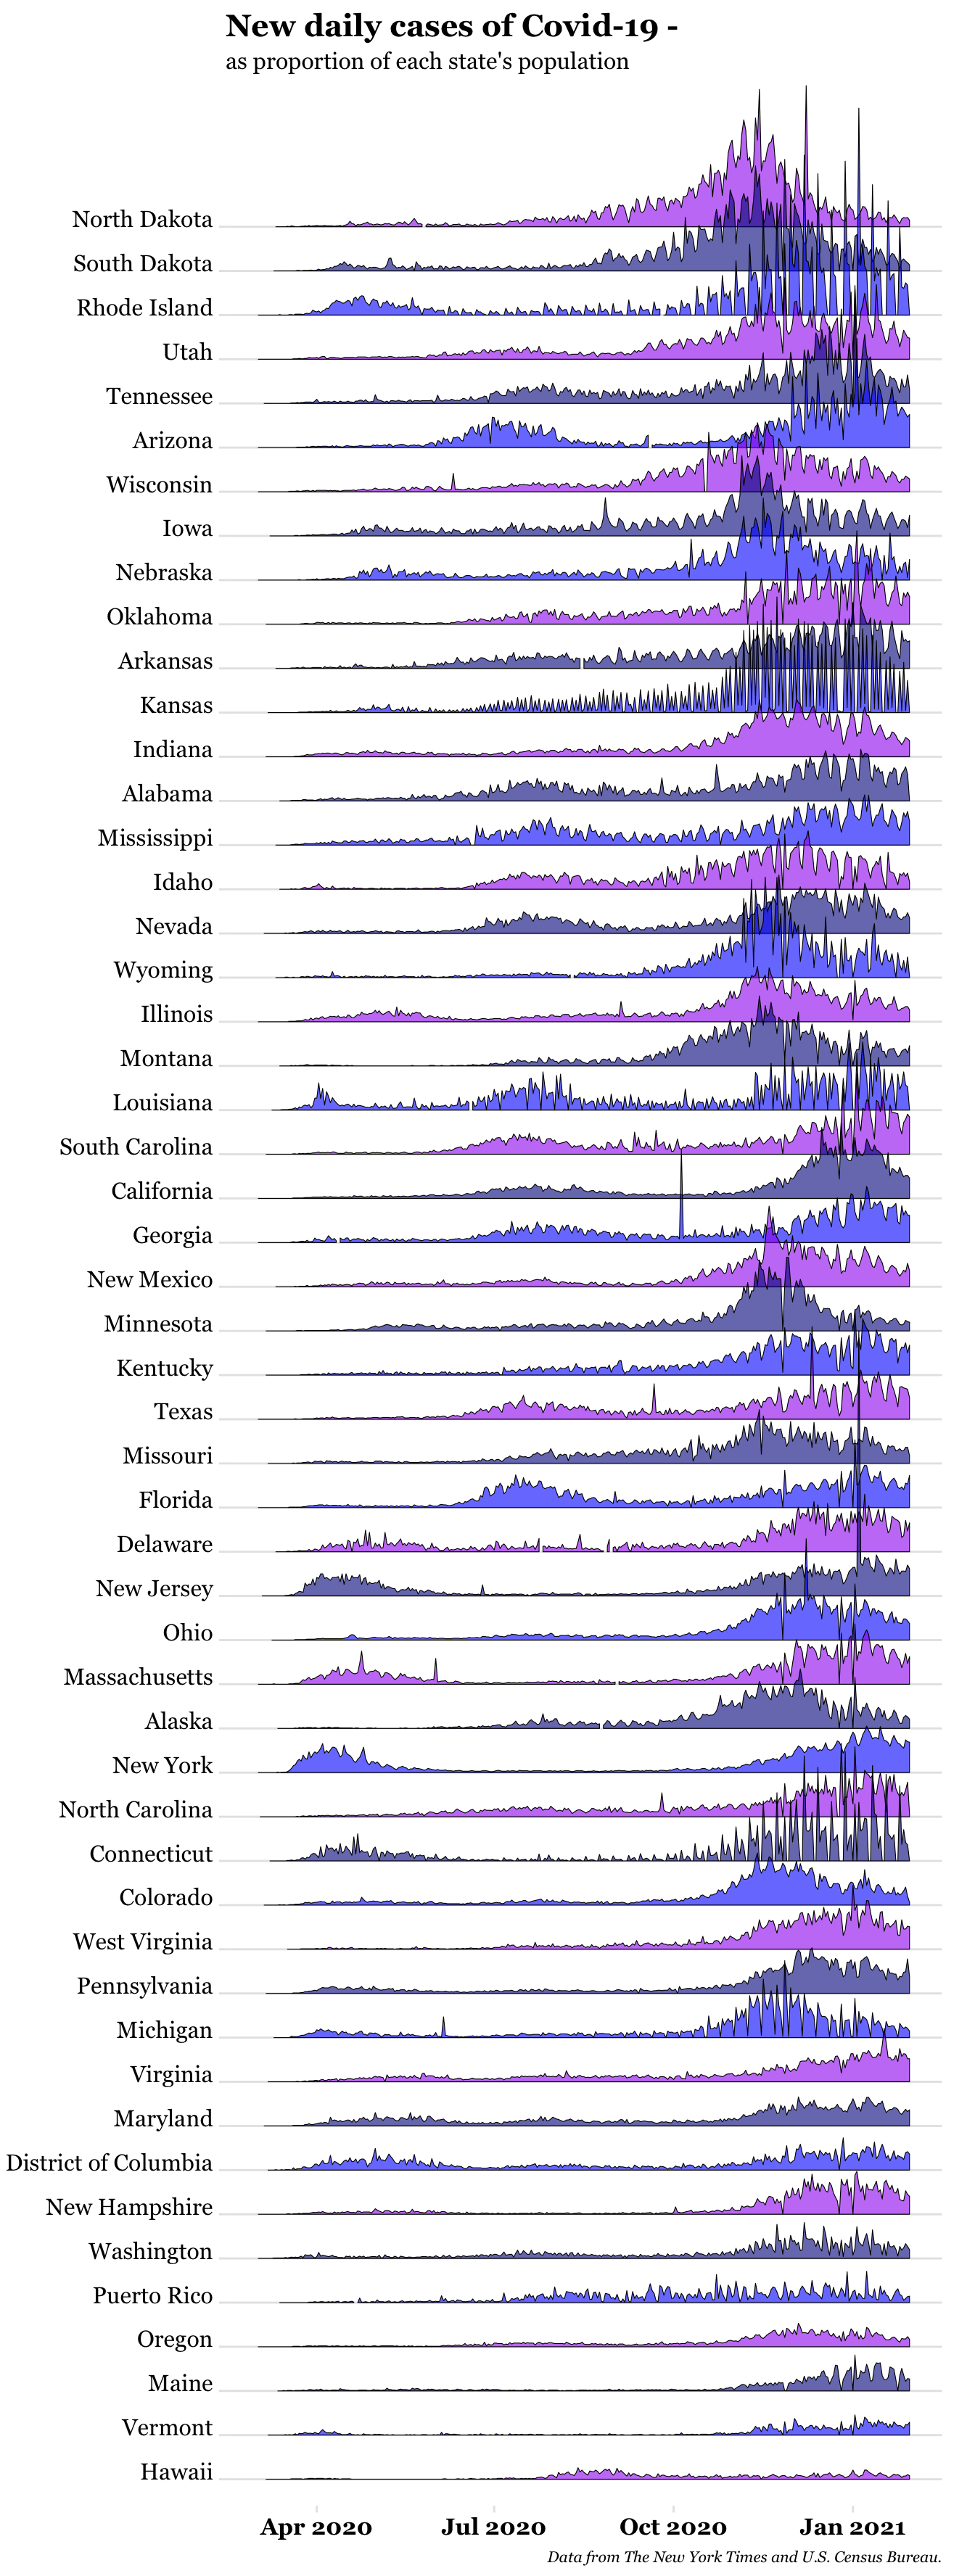 New daily cases of Covid-19 -
as proportion of each state's population
North Dakota
South Dakota
Rhode Island
Utah
Tennessee
Arizona
Wisconsin
Iowa
Nebraska
Oklahoma
Arkansas
Kansas
Indiana
Alabama
Mississippi
Idaho
Nevada
Wyoming
Illinois
Montana
Louisiana
South Carolina
California
Georgia
New Mexico
Minnesota
Kentucky
Texas
Missouri
Florida
Delaware
New Jersey
Ohio
Massachusetts
Alaska
New York
North Carolina
Connecticut
Colorado
West Virginia
Pennsylvania
Michigan
Virginia
Maryland
District of Columbia
New Hampshire
Washington
Puerto Rico
Oregon
Maine
Vermont
Hawaii
Apr 2020 Jul 2020 Oct 2020 Jan 2021
Data from The New York Times and U.S. Census Bureau.